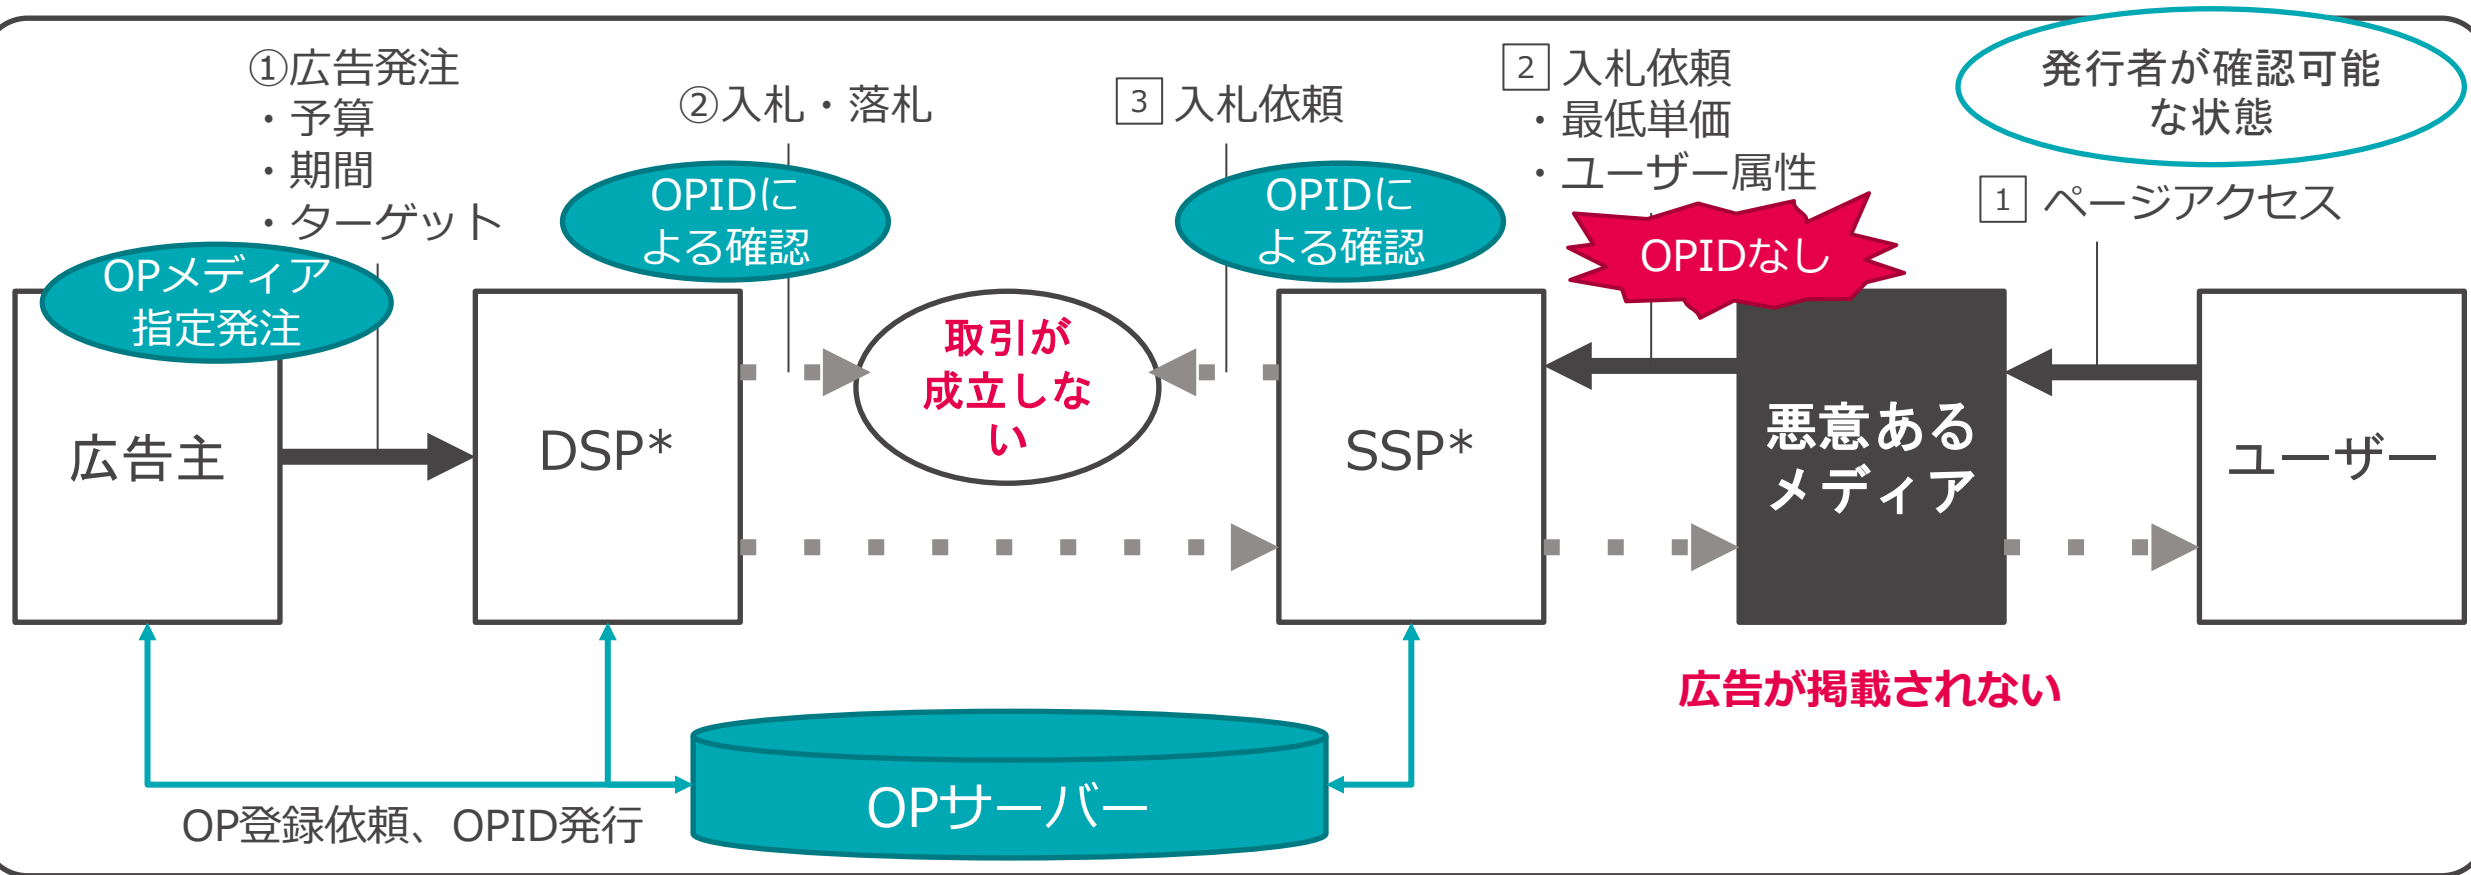 ①広告発注
・予算
・期間
・ターゲット
②入札・落札
3 入札依頼
2 入札依頼
・最低単価
・ユーザー属性
発行者が確認可能
な状態
1 ページアクセス
OPメディア
指定発注
OPIDに
よる確認
OPIDに
よる確認
OPIDなし
広告主
DSP*
取引が
成立しな
い
SSP*
悪意ある
メディア
ユーザー
広告が掲載されない
OPサーバー
OP登録依頼、OPID発行